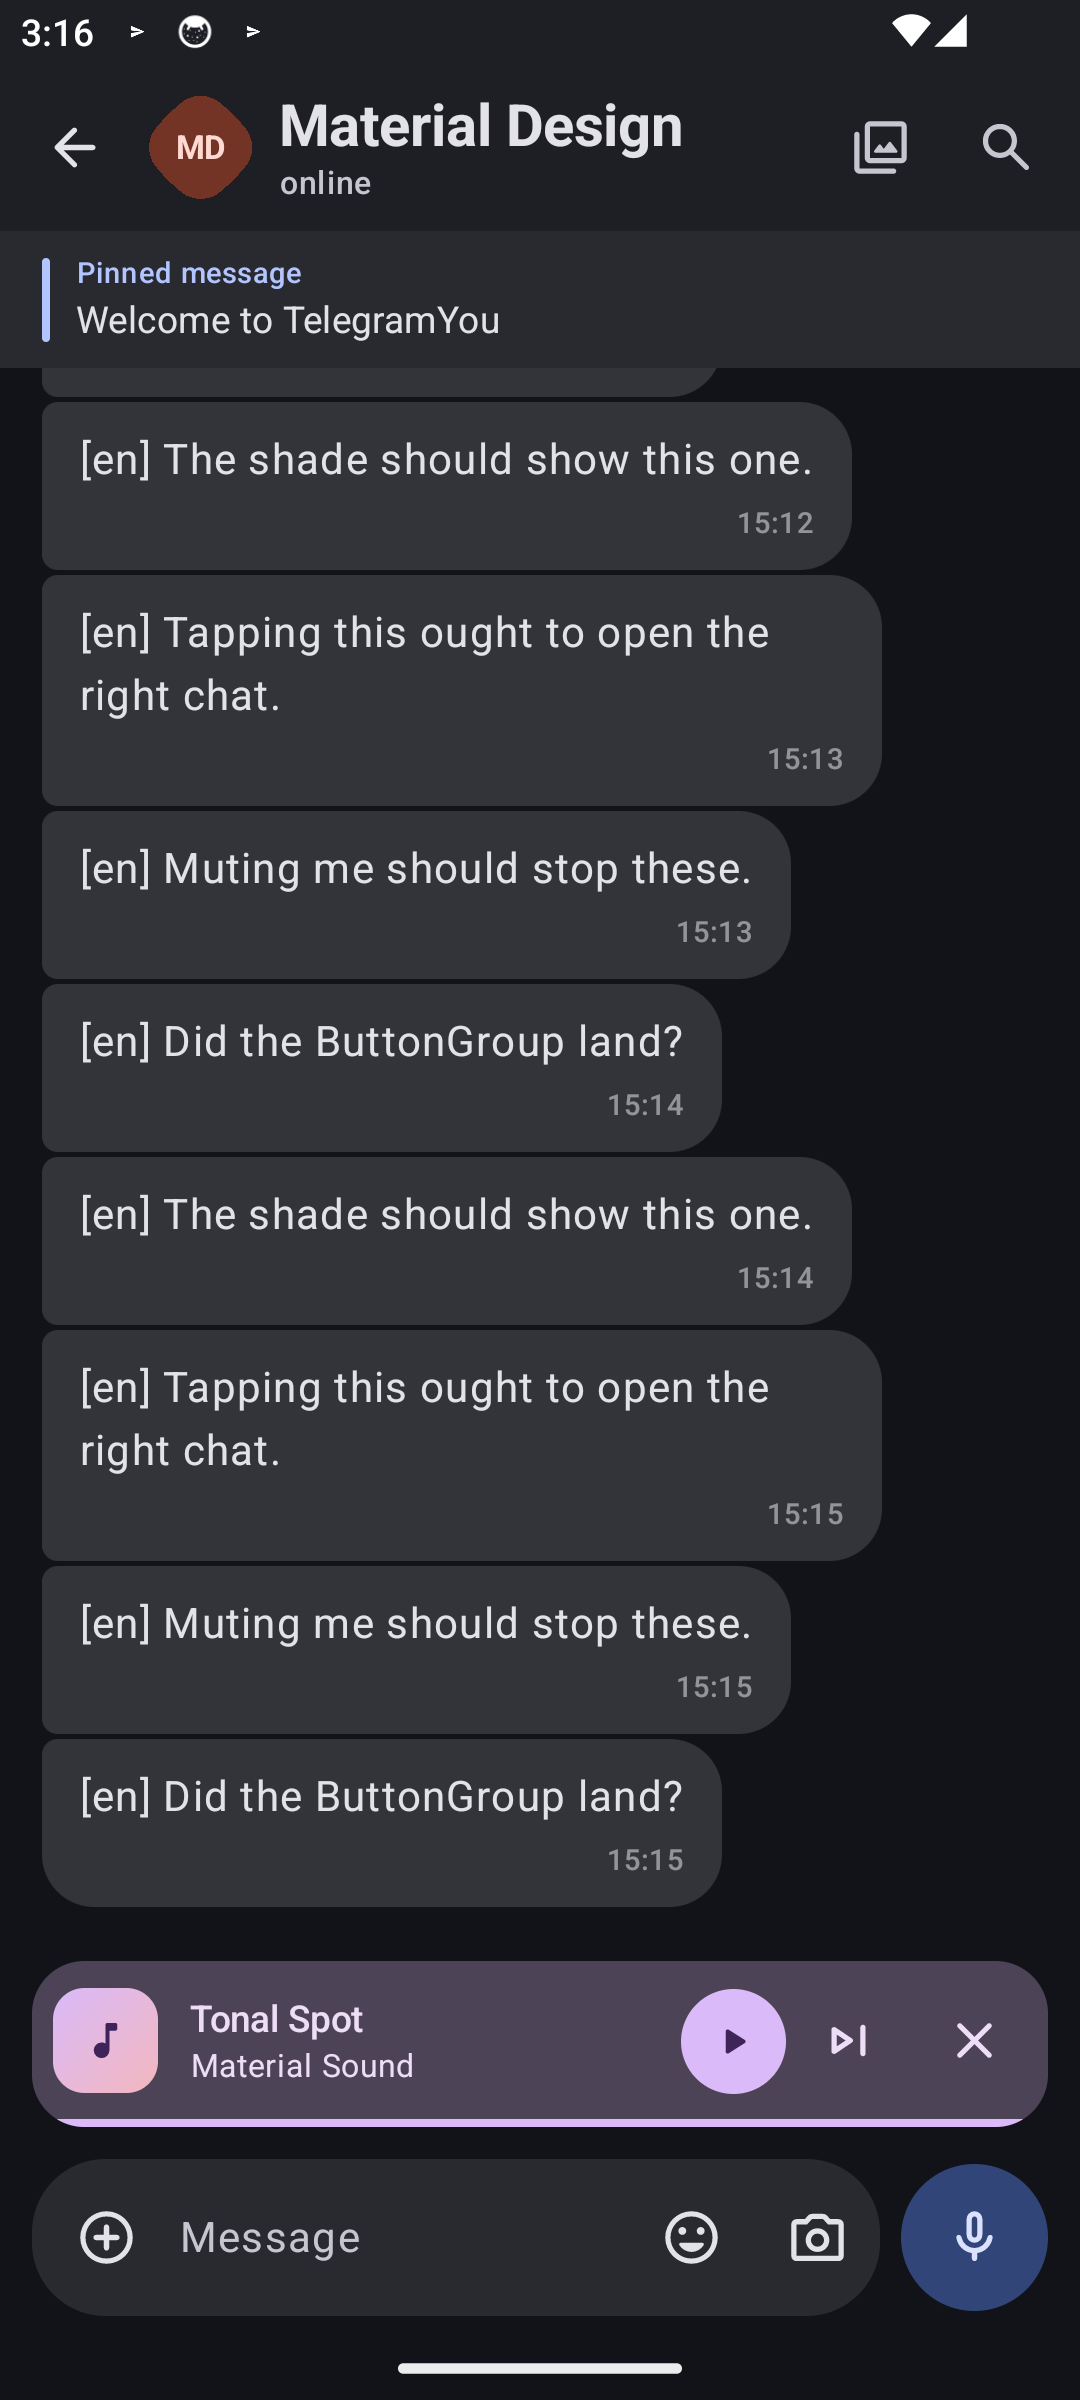 3:16
MD
Material Design
online
Pinned message
Welcome to TelegramYou
[en] The shade should show this one.
15:12
[en] Tapping this ought to open the
right chat.
15:13
[en] Muting me should stop these.
15:13
[en] Did the ButtonGroup land?
15:14
[en] The shade should show this one.
15:14
[en] Tapping this ought to open the
right chat.
15:15
[en] Muting me should stop these.
15:15
[en] Did the ButtonGroup land?
15:15
Tonal Spot
Material Sound
Message